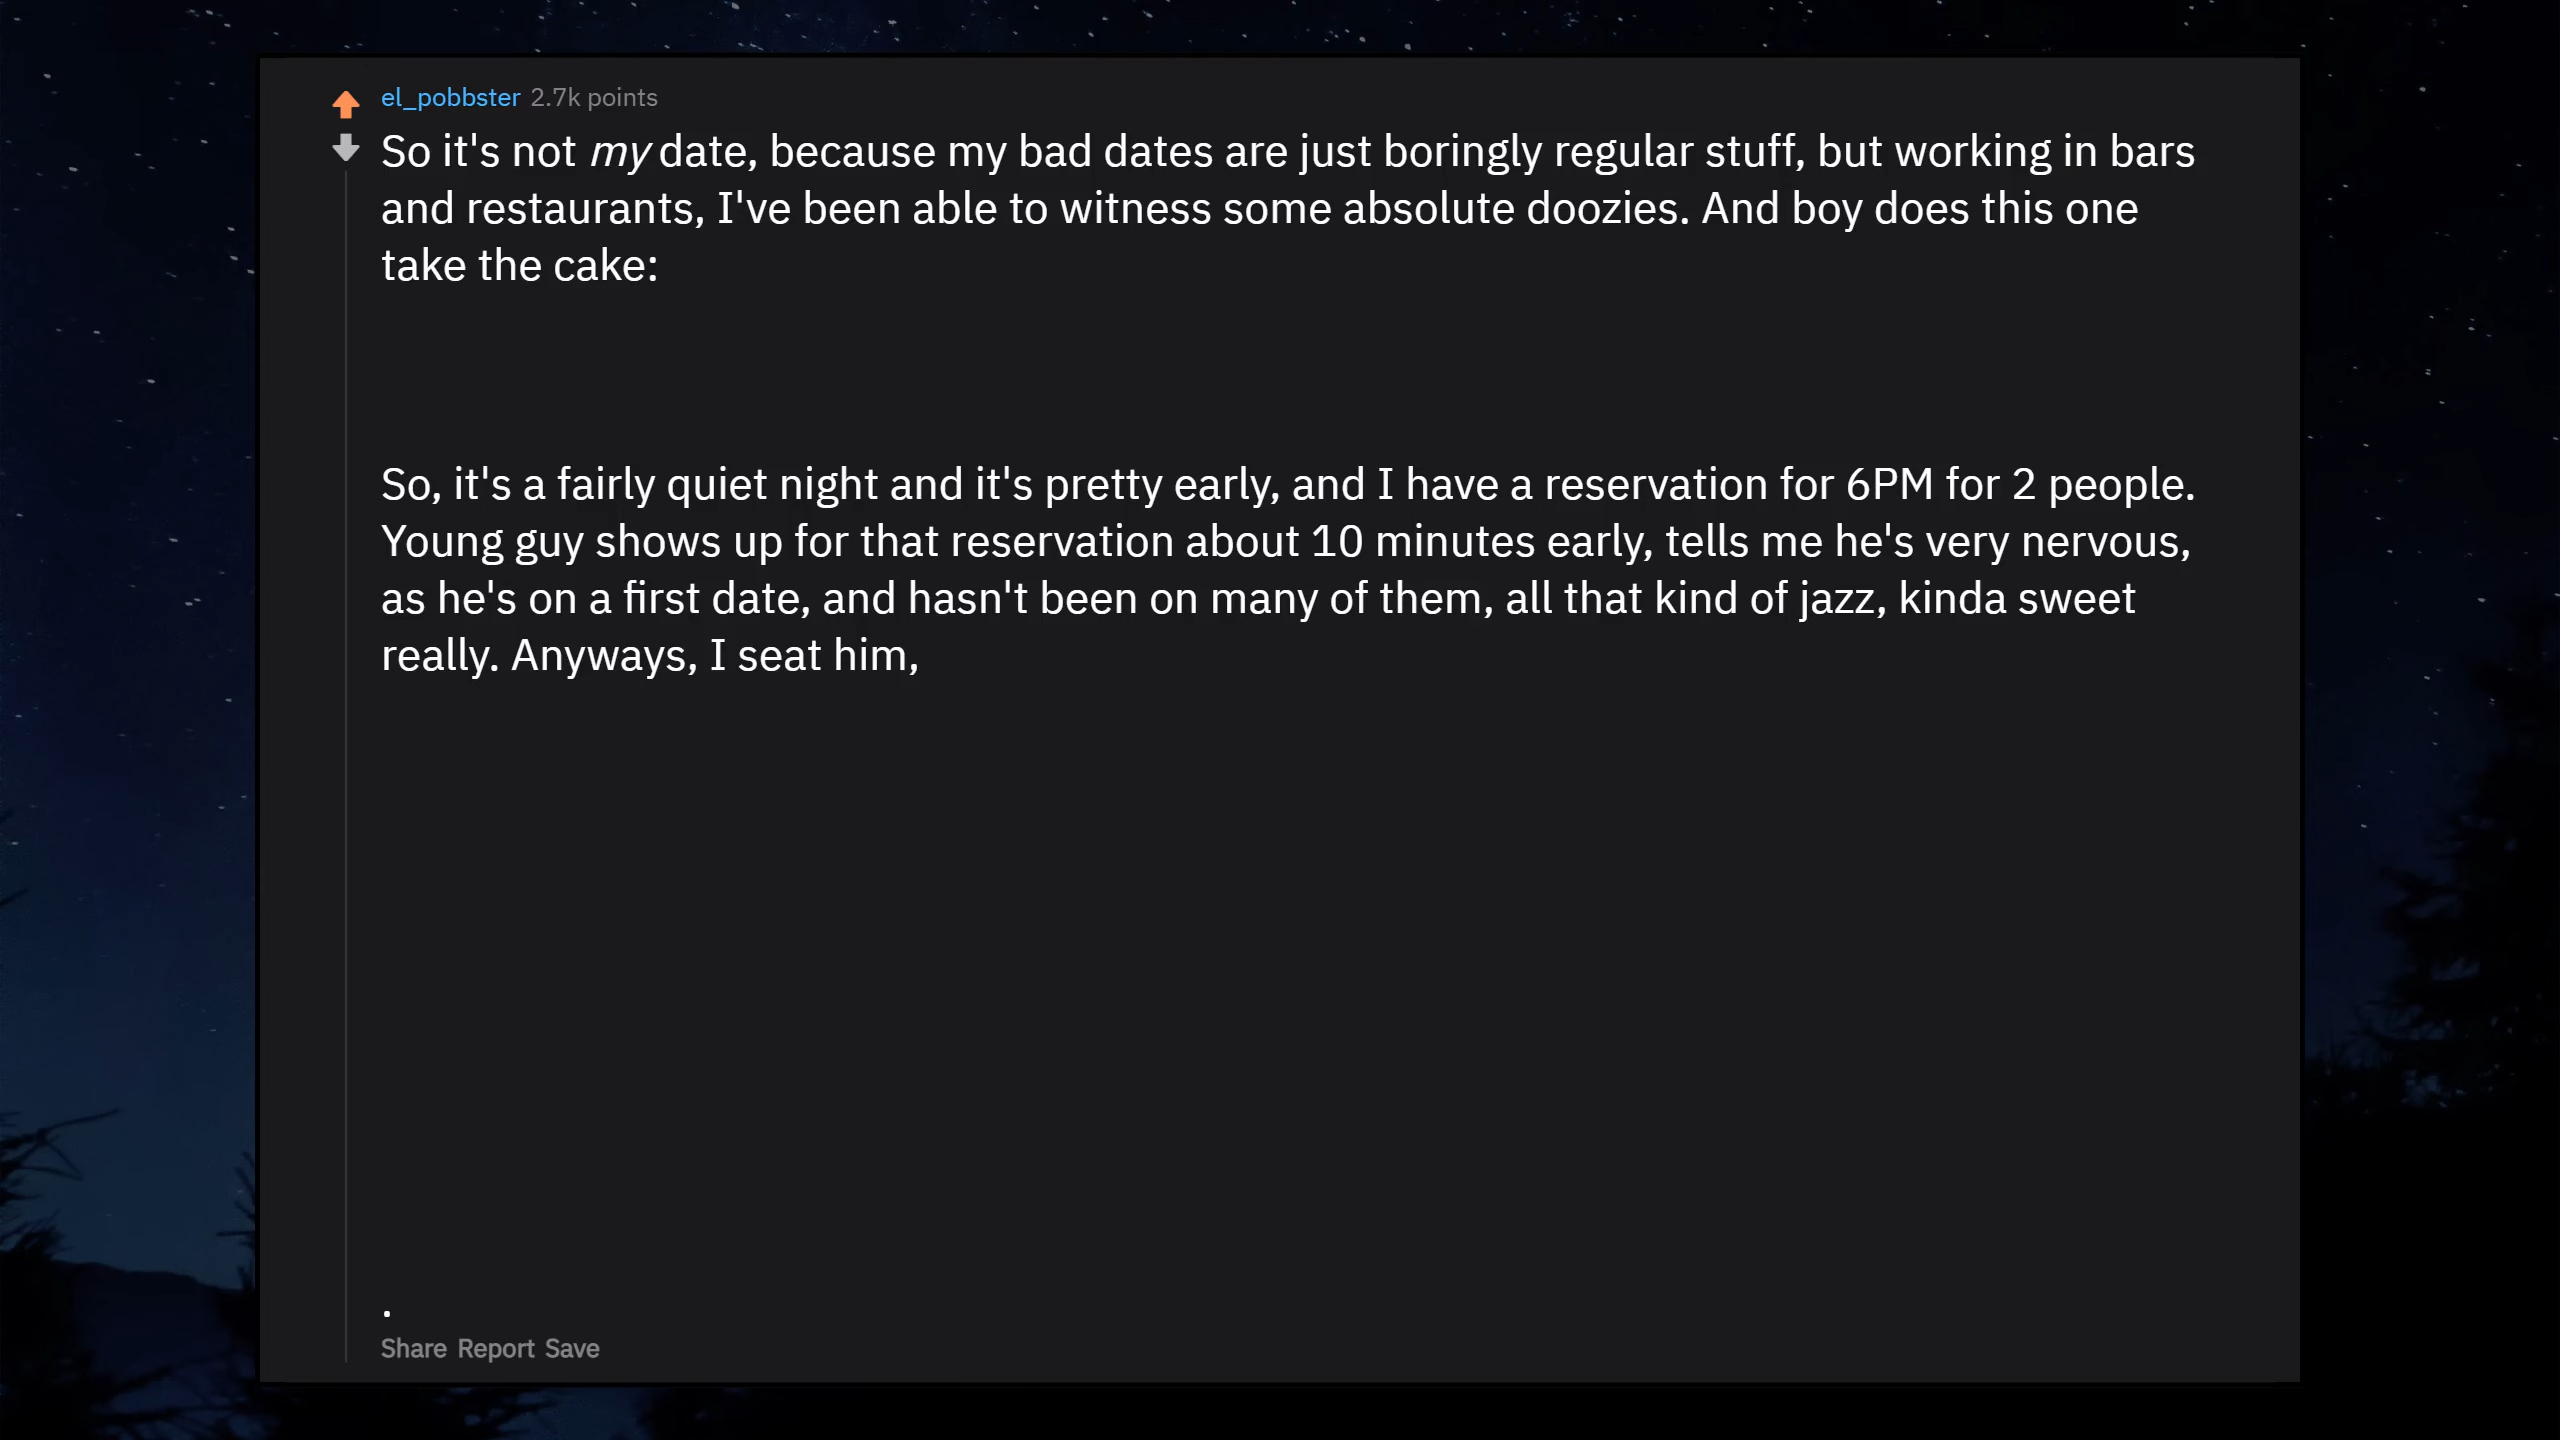 el_pobbster 2.7k points
So it's not my date, because my bad dates are just boringly regular stuff, but working in bars
and restaurants, I've been able to witness some absolute doozies. And boy does this one
take the cake:
So, it's a fairly quiet night and it's pretty early, and I have a reservation for 6PM for 2 people.
Young guy shows up for that reservation about 10 minutes early, tells me he's very nervous,
as he's on a first date, and hasn't been on many of them, all that kind of jazz, kinda sweet
really. Anyways, I seat him,
.
Share Report Save